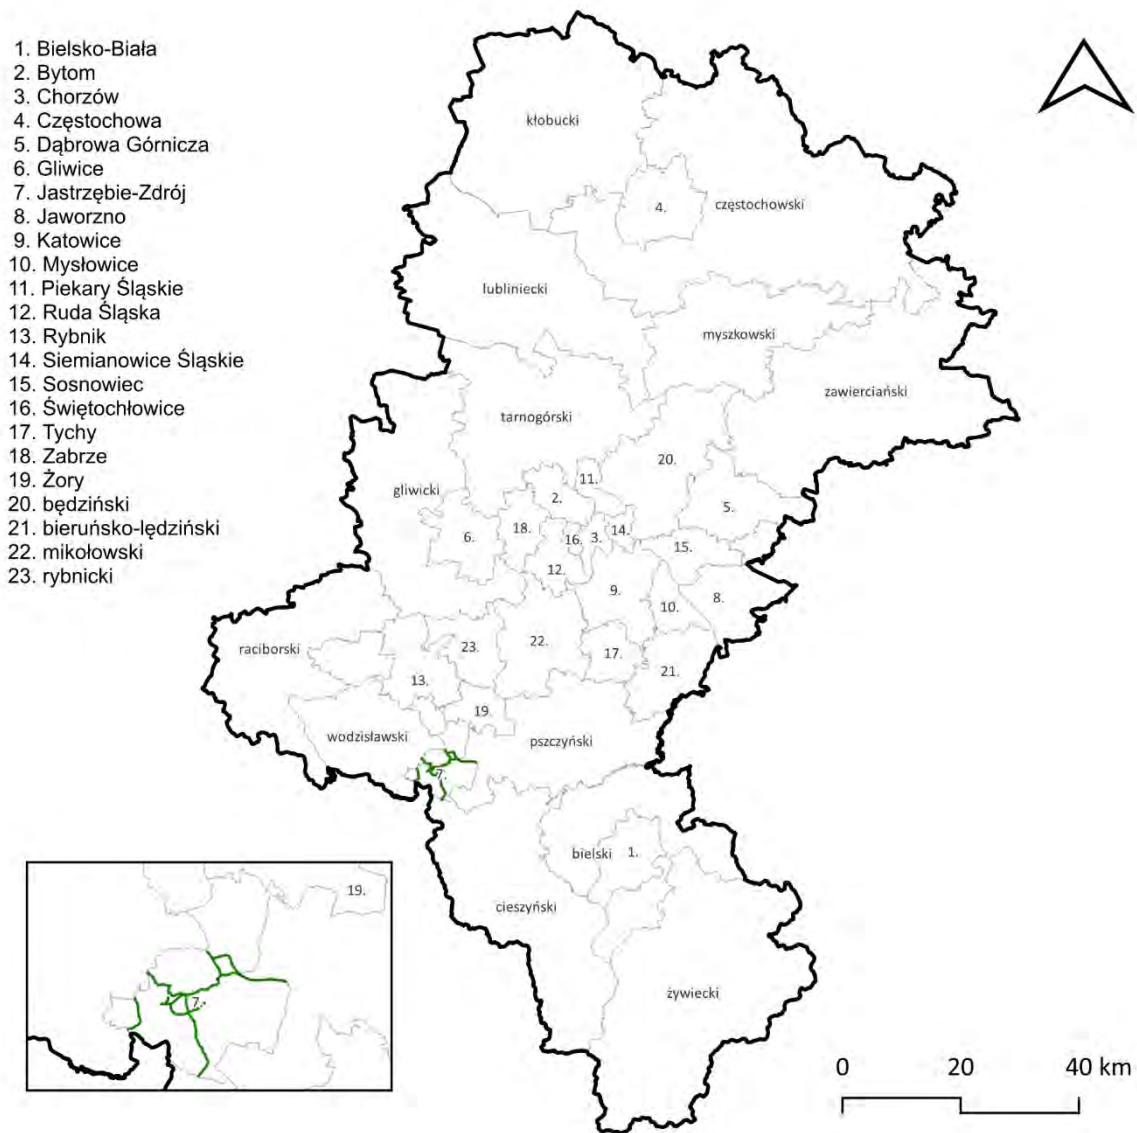 1. Bielsko-Biała
2. Bytom
3. Chorzów
4. Częstochowa
5. Dąbrowa Górnicza
6. Gliwice
7. Jastrzębie-Zdrój
8. Jaworzno
9. Katowice
10. Mysłowice
11. Piekary Śląskie
12. Ruda Śląska
13. Rybnik
14. Siemianowice Śląskie
15. Sosnowiec
16. Świętochłowice
17. Tychy
18. Zabrze
19. Żory
20. będziński
21. bieruńsko-lędziński
22. mikołowski
23. rybnicki
kłobucki
4.
częstochowski
lubliniecki
myszkowski
zawierciański
tarnogórski
20.
11.
gliwicki
2.
5.
6.
18.
16.
3.
14.
15.
12.
9.
10.
8.
raciborski
23.
22.
17.
21.
13.
19.
wodzisławski
pszczyński
7.
bielski
1.
cieszyński
żywiecki
19.
7.
0
20
40 km